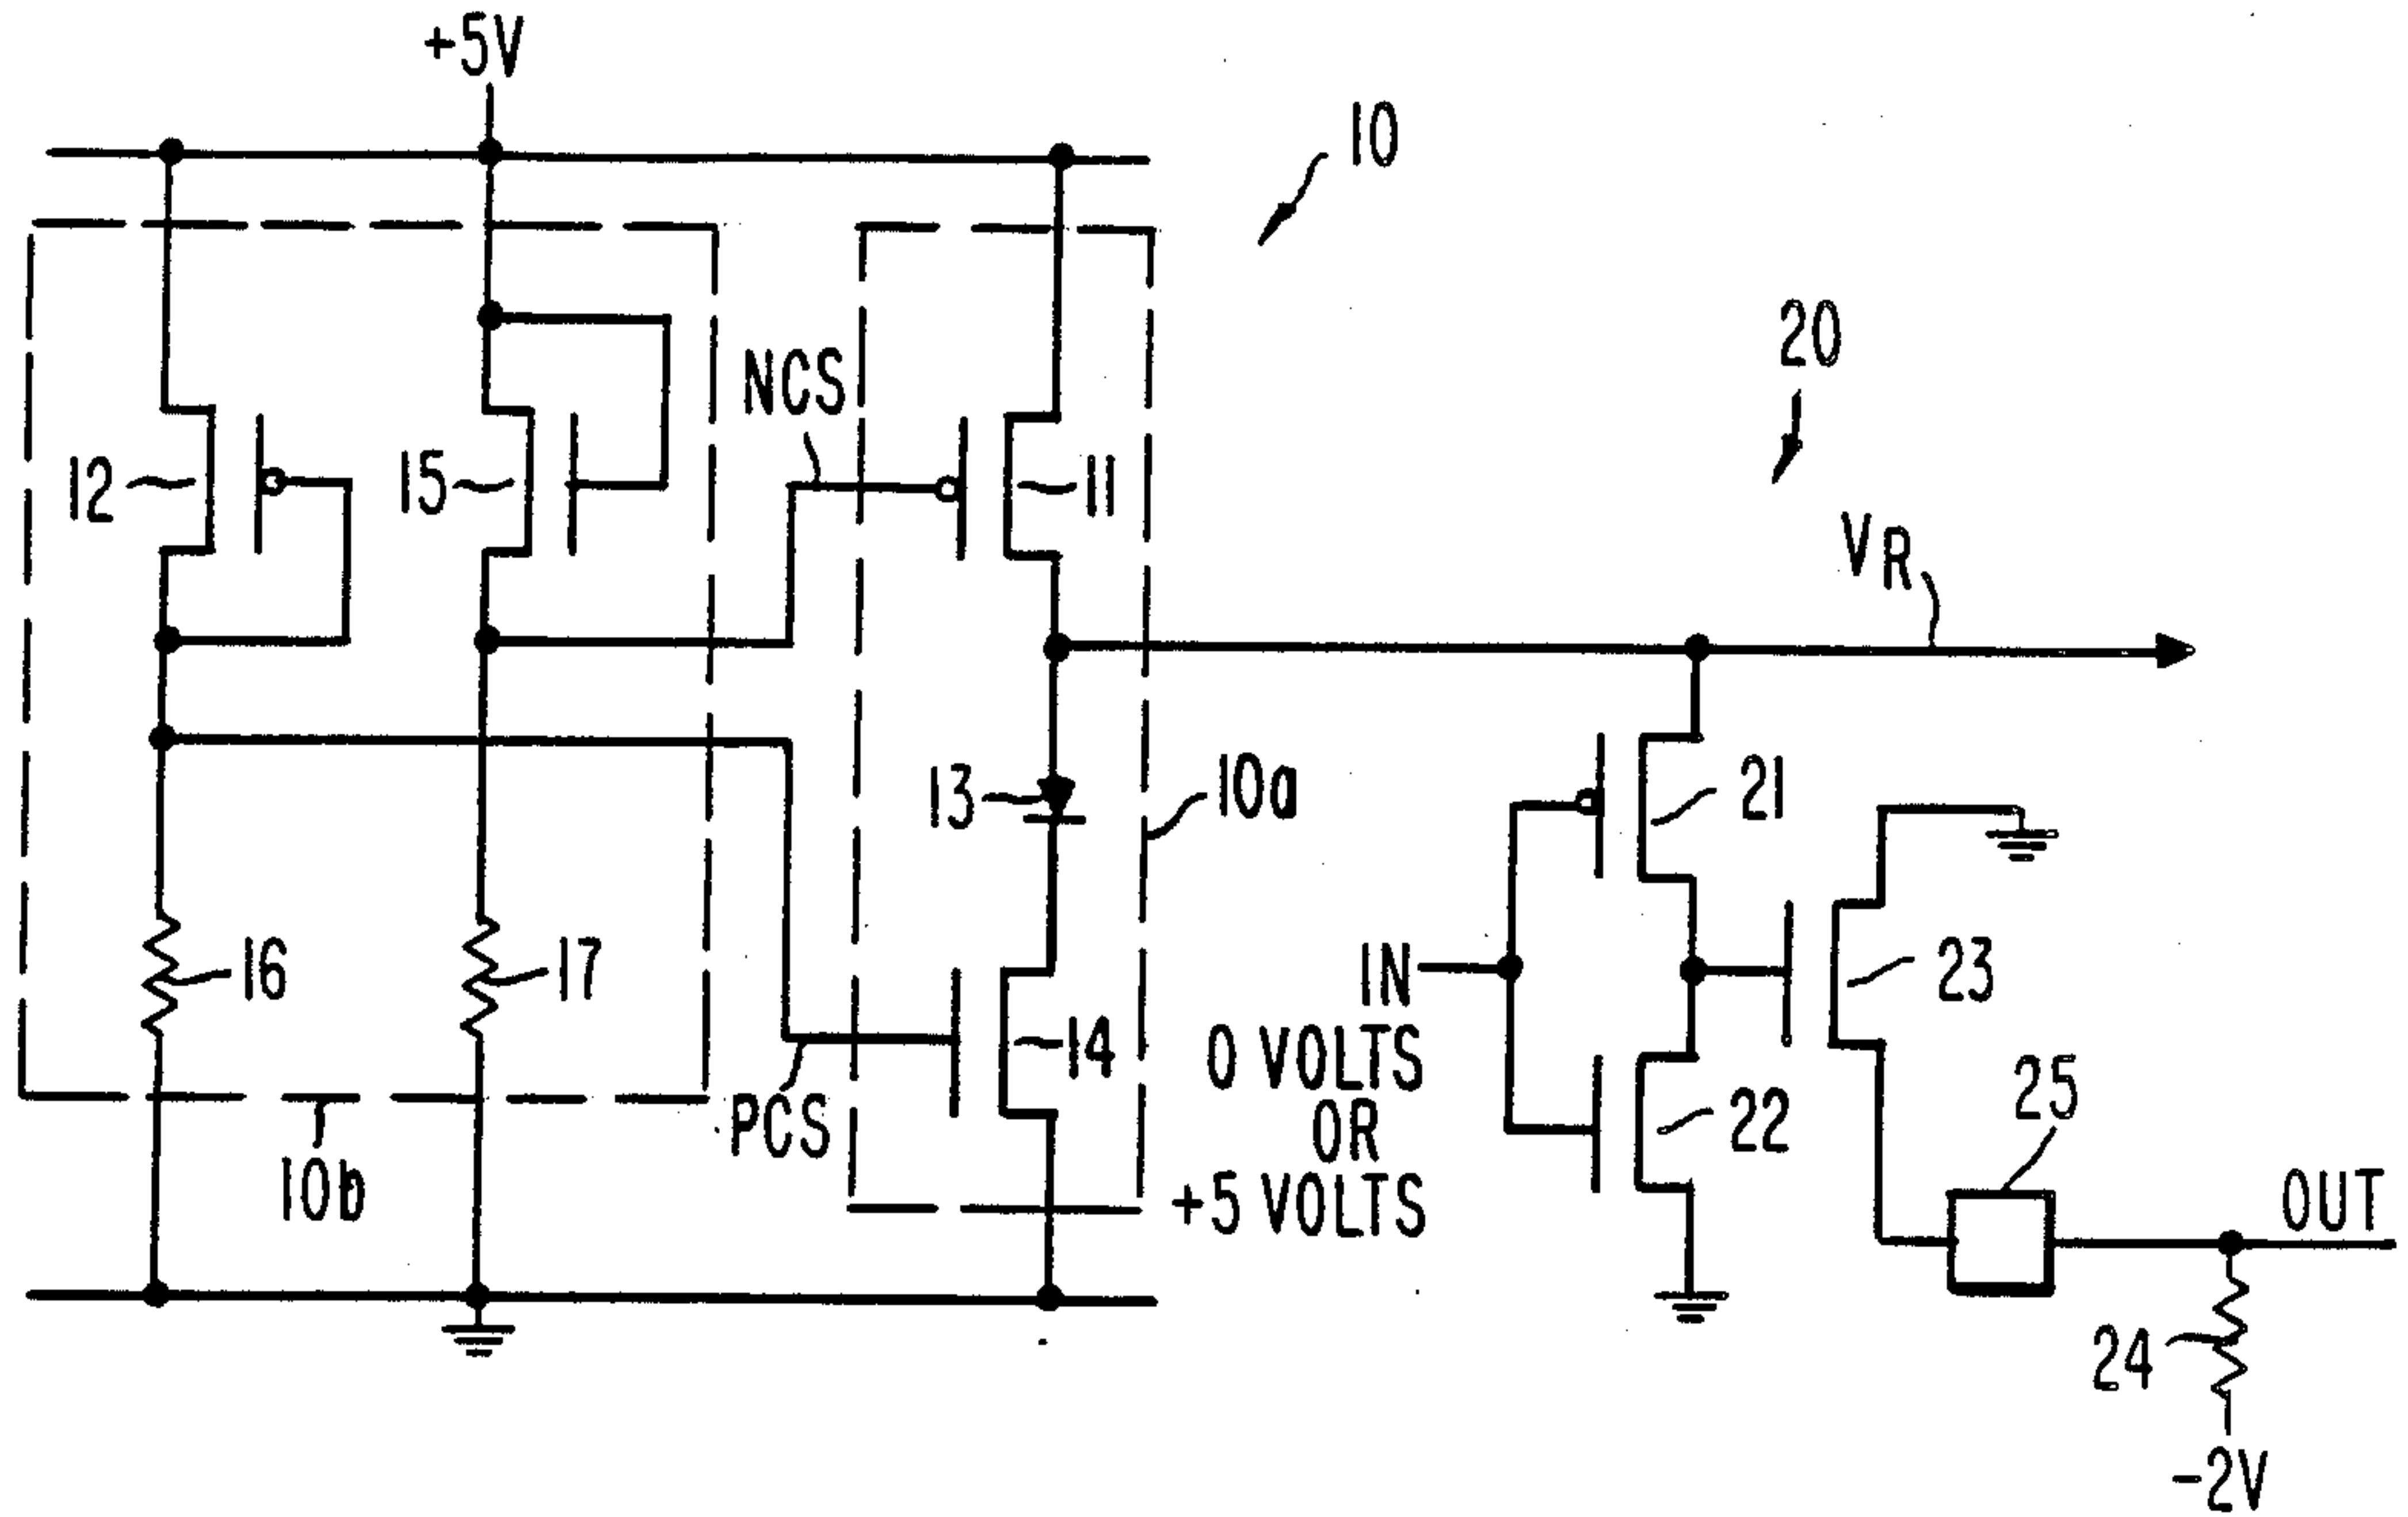 +5V
10
20
NCS
12
15
11
VR
13
10a
21
16
17
IN
0 VOLTS
OR
+5 VOLTS
23
14
25
PCS
22
10b
OUT
24
-2V